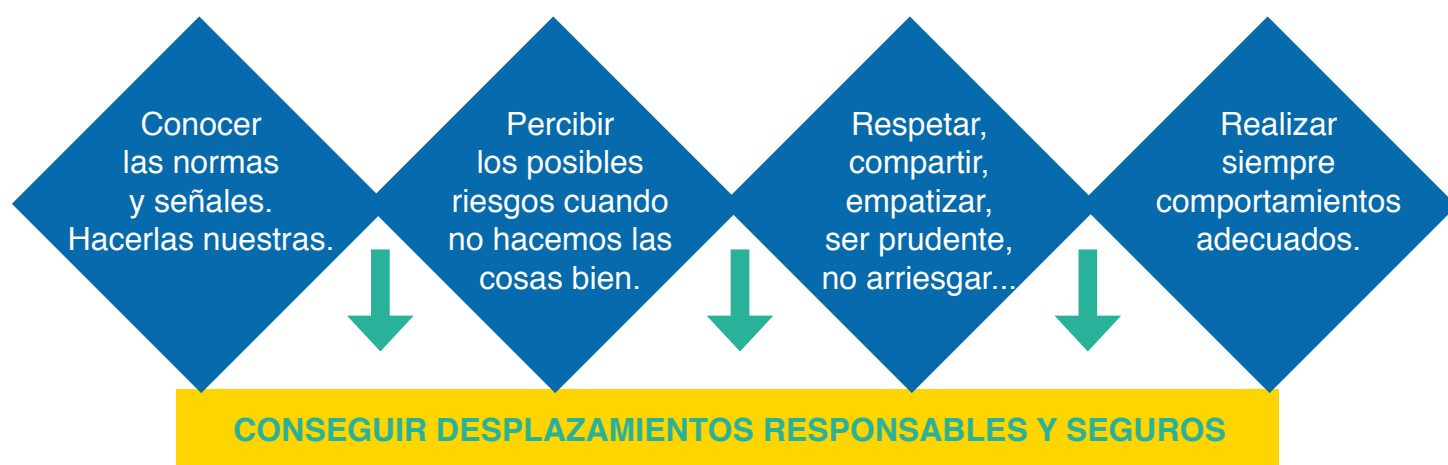 Conocer
las normas
y señales.
Hacerlas nuestras.
Percibir
los posibles
riesgos cuando
no hacemos las
cosas bien.
Respetar,
compartir,
empatizar,
ser prudente,
no arriesgar...
Realizar
siempre
comportamientos
adecuados.
CONSEGUIR DESPLAZAMIENTOS RESPONSABLES Y SEGUROS